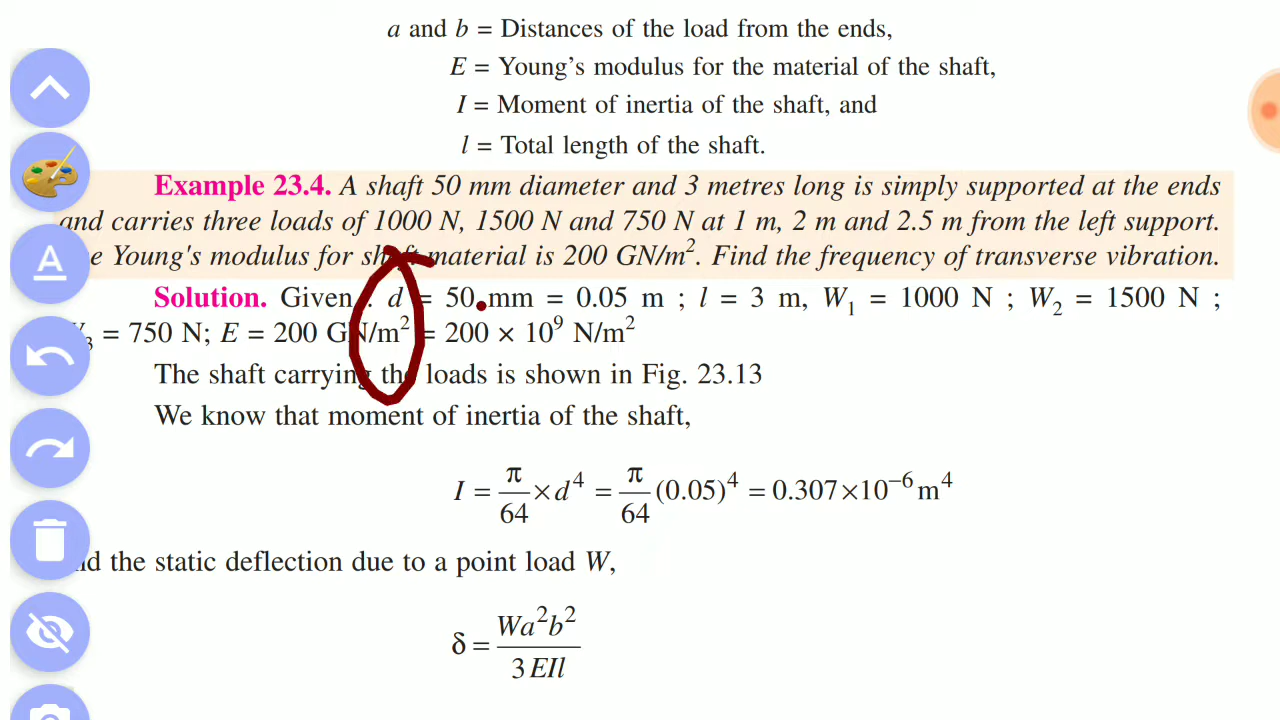 a and b = Distances of the load from the ends,
E = Young’s modulus for the material of the shaft,
I = Moment of inertia of the shaft, and
l = Total length of the shaft.
Example 23.4. A shaft 50 mm diameter and 3 metres long is simply supported at the ends
and carries three loads of 1000 N, 1500 N and 750 N at 1 m, 2 m and 2.5 m from the left support.
e Young's modulus for shaft material is 200 GN/m². Find the frequency of transverse vibration.
Solution. Given : d = 50 mm = 0.05 m ; l = 3 m, W₁ = 1000 N ; W₂ = 1500 N ;
₃ = 750 N; E = 200 GN/m² = 200 × 10⁹ N/m²
The shaft carrying the loads is shown in Fig. 23.13
We know that moment of inertia of the shaft,
I = π/64 × d⁴ = π/64 (0.05)⁴ = 0.307 × 10⁻⁶ m⁴
d the static deflection due to a point load W,
δ = Wa²b² / 3 EIl
A